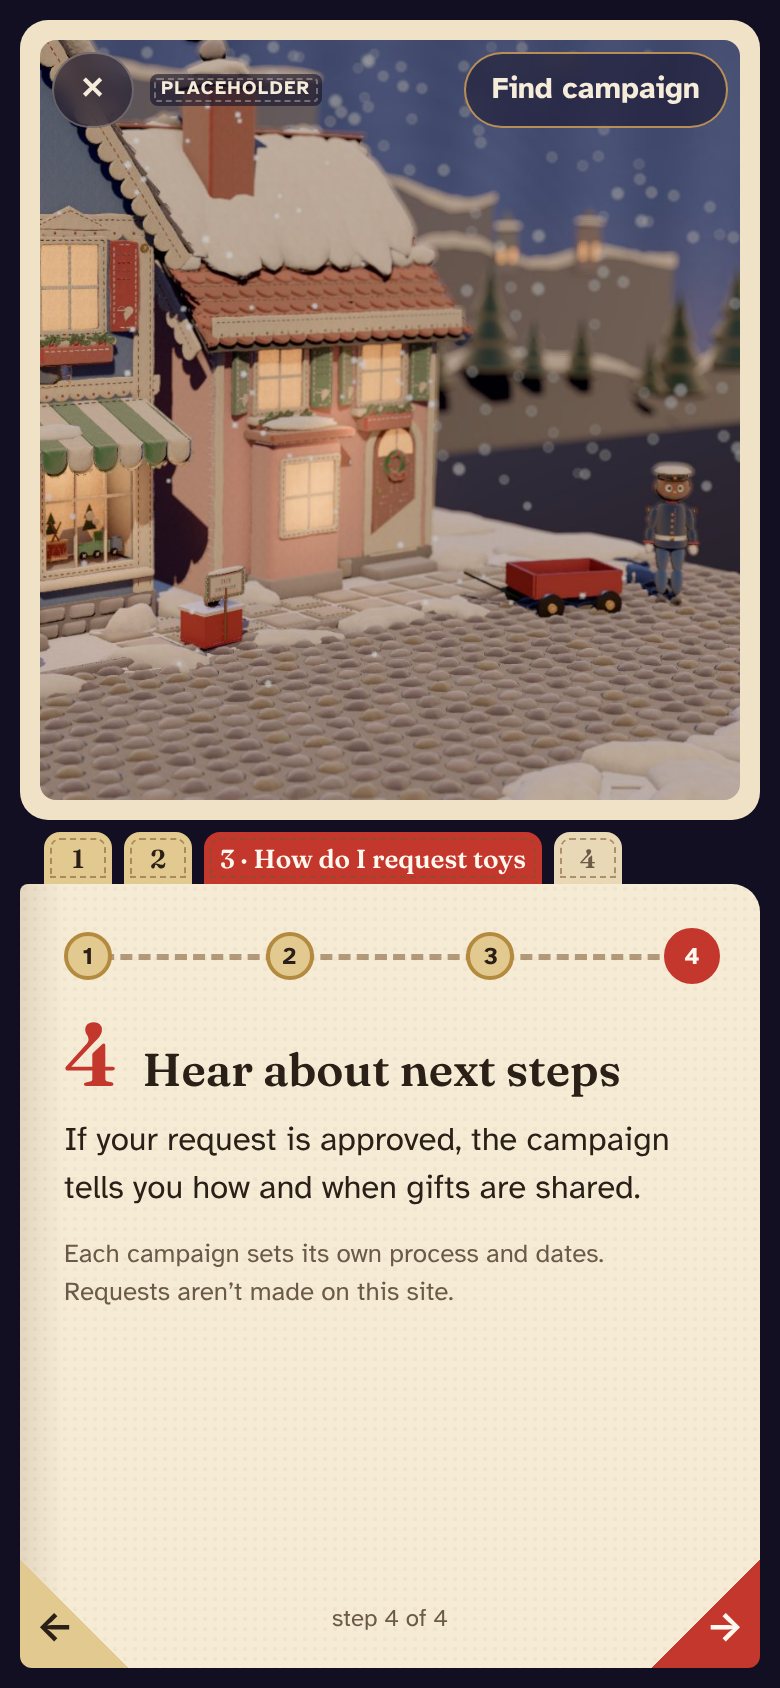 ×
PLACEHOLDER
Find campaign
1
2
3 · How do I request toys
4
1
2
3
4
4 Hear about next steps
If your request is approved, the campaign
tells you how and when gifts are shared.
Each campaign sets its own process and dates.
Requests aren’t made on this site.
←
step 4 of 4
→